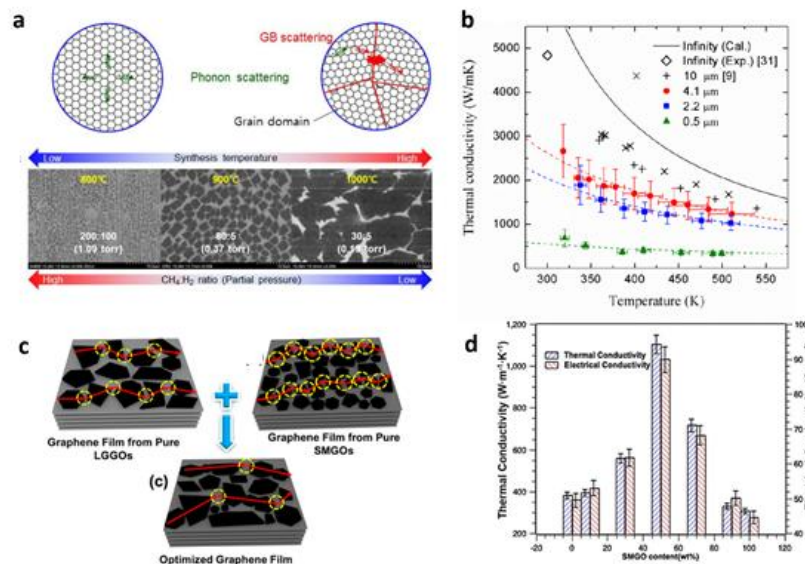 a
GB scattering
Phonon scattering
Grain domain
Low
Synthesis temperature
High
800℃
900℃
1000℃
200:100
80:5
30:5
(1.09 torr)
(0.37 torr)
High
CH4:H2 ratio (Partial pressure)
Low
b
Thermal conductivity (W/mK)
5000
4000
3000
2000
1000
0
300
350
400
450
500
550
Temperature (K)
Infinity (Cal.)
Infinity (Exp.) [31]
10 μm [9]
4.1 μm
2.2 μm
0.5 μm
c
Graphene Film from Pure
LGGOs
Graphene Film from Pure
SMGOs
(c)
Optimized Graphene Film
d
Thermal Conductivity (W·m⁻¹·K⁻¹)
1,200
1,100
1,000
800
600
400
200
Thermal Conductivity
Electrical Conductivity
100
90
80
70
60
50
40
-20
0
20
40
60
80
100
120
SMGO content(wt%)